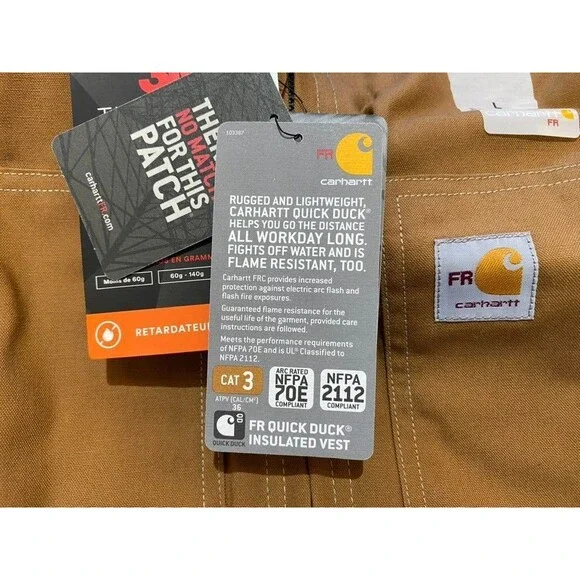 THE
NO MATCH
FOR THIS
PATCH
carharttFR.com
EN GRAMM
Moins de 60g
60g - 140g
RETARDATEUR
103387
FR
carhartt
RUGGED AND LIGHTWEIGHT,
CARHARTT QUICK DUCK®
HELPS YOU GO THE DISTANCE
ALL WORKDAY LONG.
FIGHTS OFF WATER AND IS
FLAME RESISTANT, TOO.
Carhartt FRC provides increased
protection against electric arc flash and
flash fire exposures.
Guaranteed flame resistance for the
useful life of the garment, provided care
instructions are followed.
Meets the performance requirements
of NFPA 70E and is UL® Classified to
NFPA 2112.
CAT 3
ATPV (CAL/CM²)
36
ARC RATED
NFPA
70E
COMPLIANT
NFPA
2112
COMPLIANT
QD
QUICK DUCK
FR QUICK DUCK®
INSULATED VEST
L
carhartt
FR
FR
carhartt